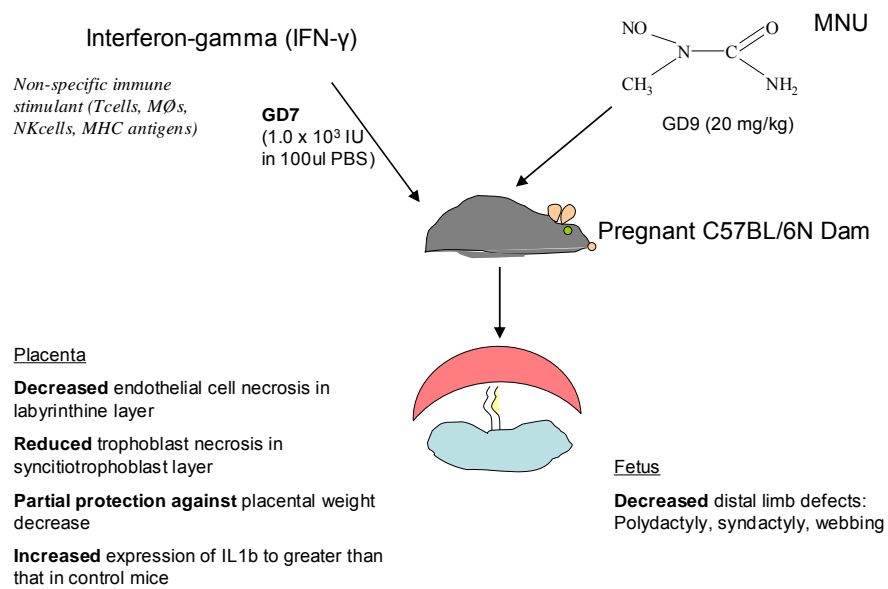 Interferon-gamma (IFN-γ)
MNU
Non-specific immune
stimulant (Tcells, MØs,
NKcells, MHC antigens)
GD7
(1.0 x 10³ IU
in 100ul PBS)
NO
N
C
O
CH₃
NH₂
GD9 (20 mg/kg)
Pregnant C57BL/6N Dam
Placenta
Decreased endothelial cell necrosis in
labyrinthine layer
Reduced trophoblast necrosis in
syncitiotrophoblast layer
Partial protection against placental weight
decrease
Increased expression of IL1b to greater than
that in control mice
Fetus
Decreased distal limb defects:
Polydactyly, syndactyly, webbing